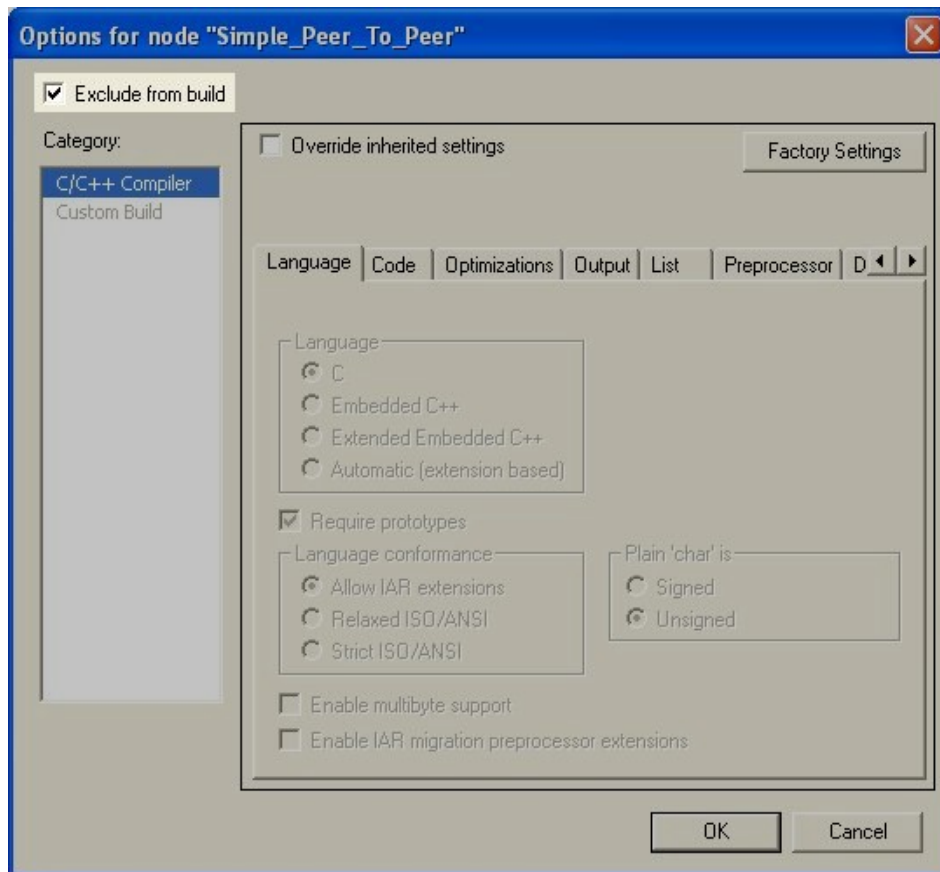 Options for node "Simple_Peer_To_Peer"
Exclude from build
Category:
C/C++ Compiler
Custom Build
Override inherited settings
Factory Settings
Language Code Optimizations Output List Preprocessor D
Language
C
Embedded C++
Extended Embedded C++
Automatic (extension based)
Require prototypes
Language conformance
Allow IAR extensions
Relaxed ISO/ANSI
Strict ISO/ANSI
Plain 'char' is
Signed
Unsigned
Enable multibyte support
Enable IAR migration preprocessor extensions
OK Cancel